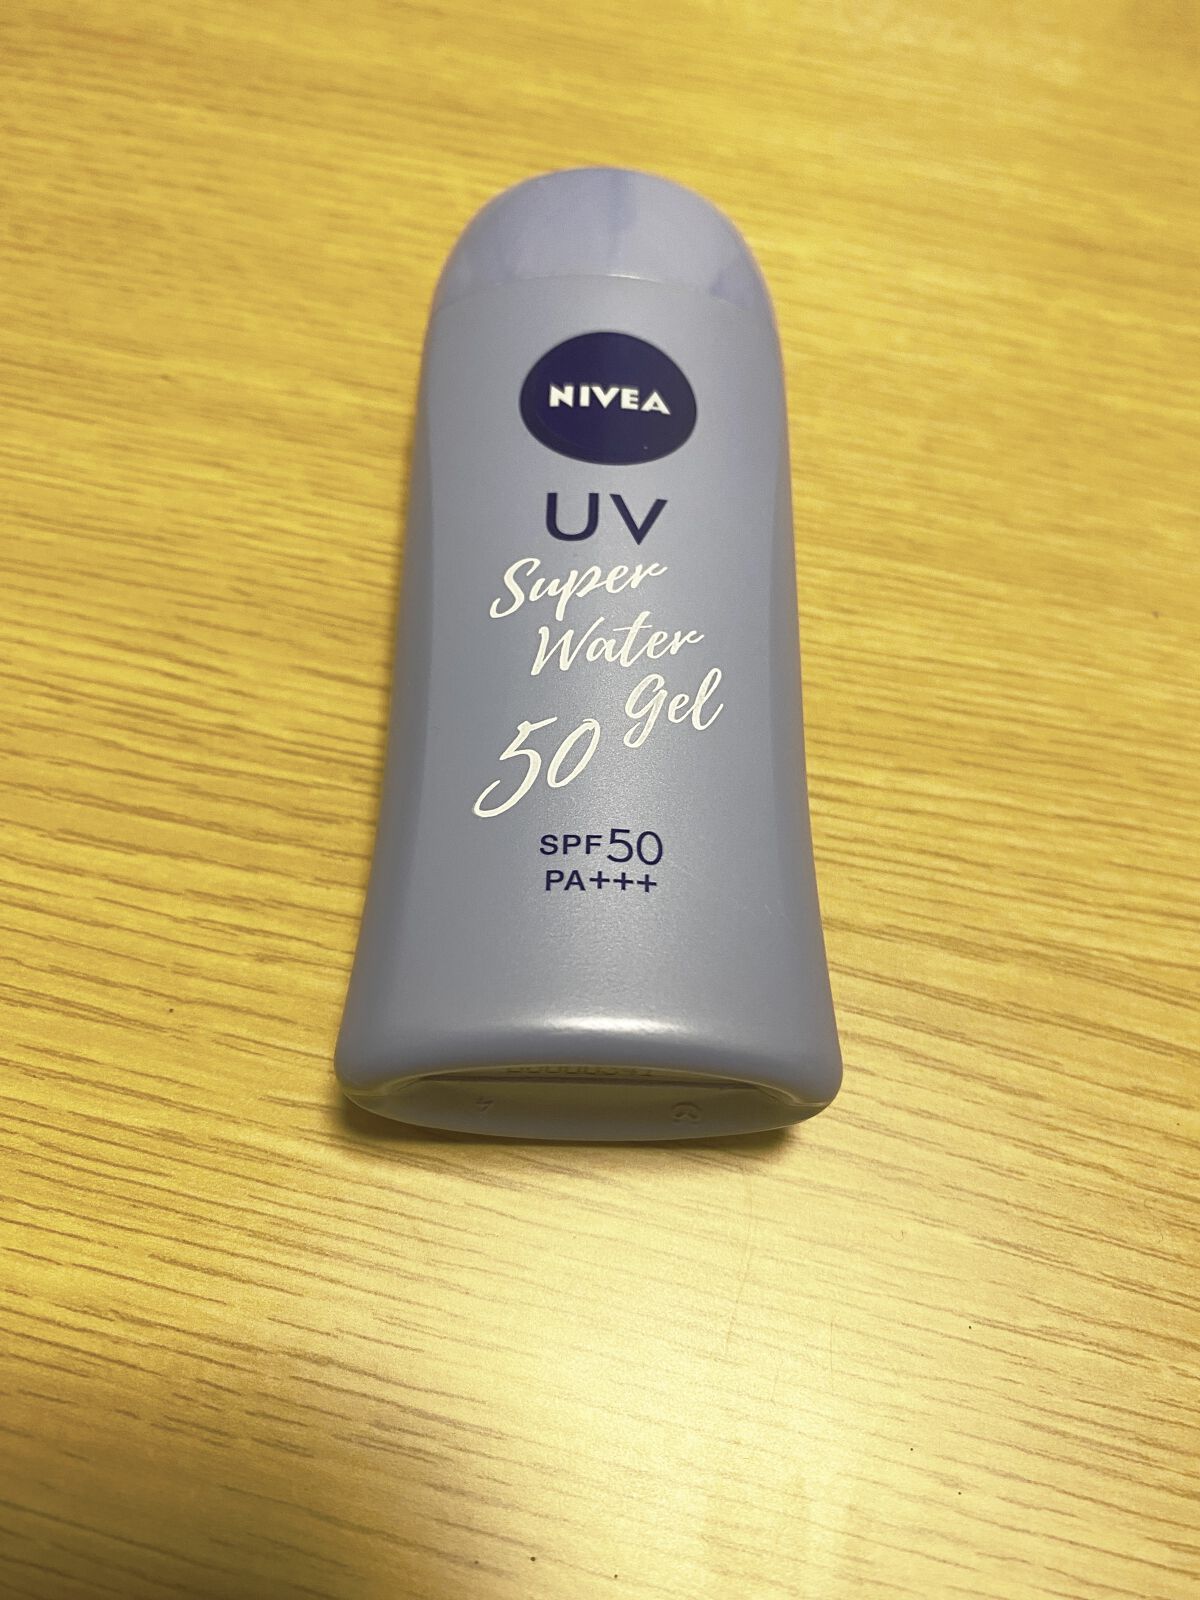 NIVEA
UV
Super
Water
Gel
50
SPF50
PA+++